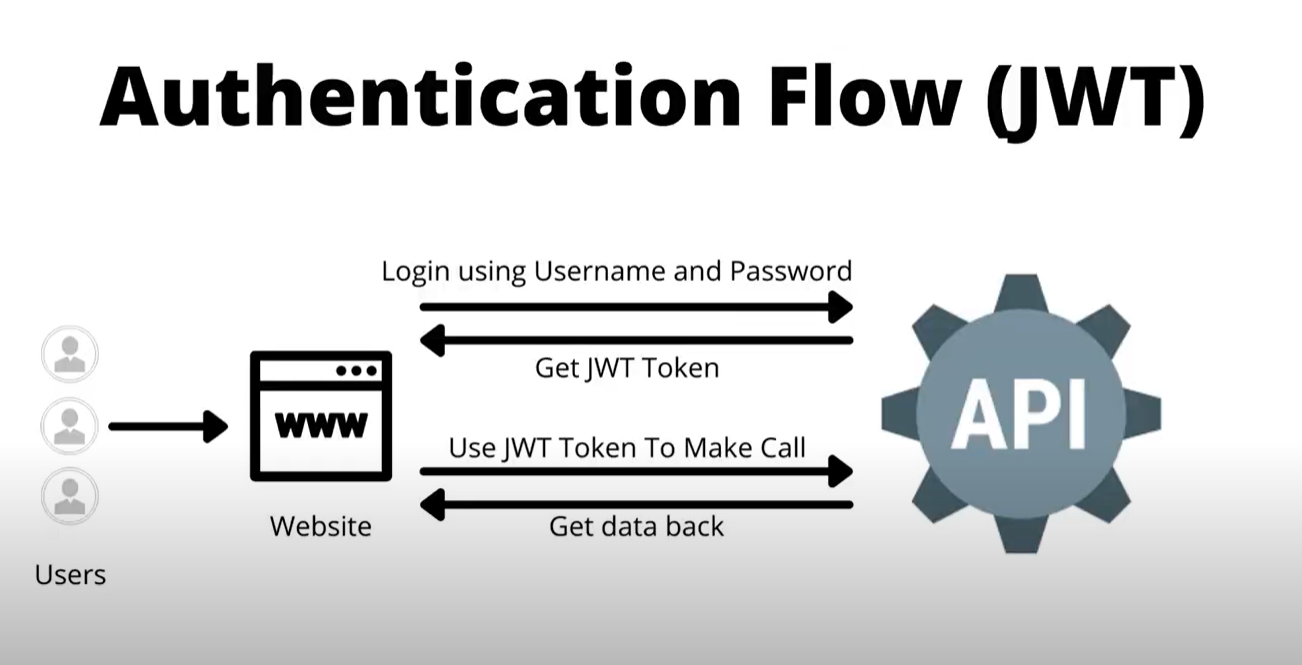 Authentication Flow (JWT)
Login using Username and Password
Get JWT Token
Use JWT Token To Make Call
Get data back
www
Website
Users
API